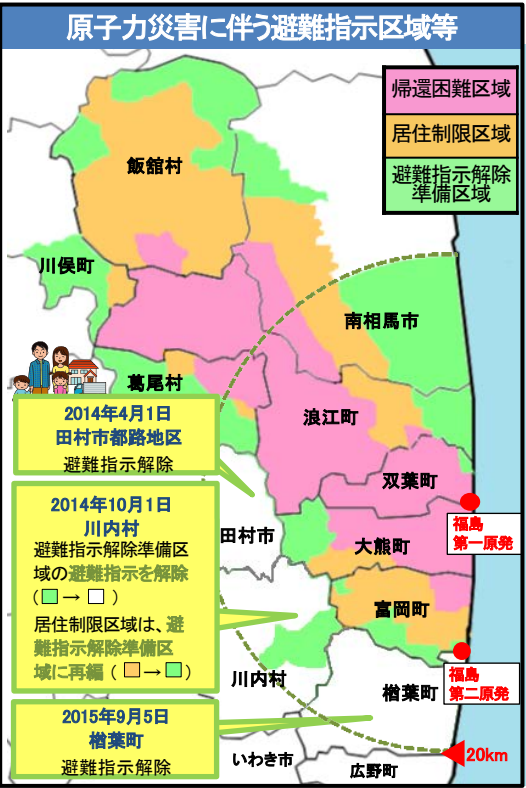 原子力災害に伴う避難指示区域等
帰還困難区域
居住制限区域
避難指示解除
準備区域
飯舘村
川俣町
南相馬市
葛尾村
浪江町
2014年4月1日
田村市都路地区
避難指示解除
双葉町
福島
第一原発
2014年10月1日
川内村
避難指示解除準備区
域の避難指示を解除
(□→□)
居住制限区域は、避
難指示解除準備区
域に再編(□→□)
田村市
大熊町
富岡町
川内村
福島
第二原発
楢葉町
2015年9月5日
楢葉町
避難指示解除
いわき市
広野町
20km